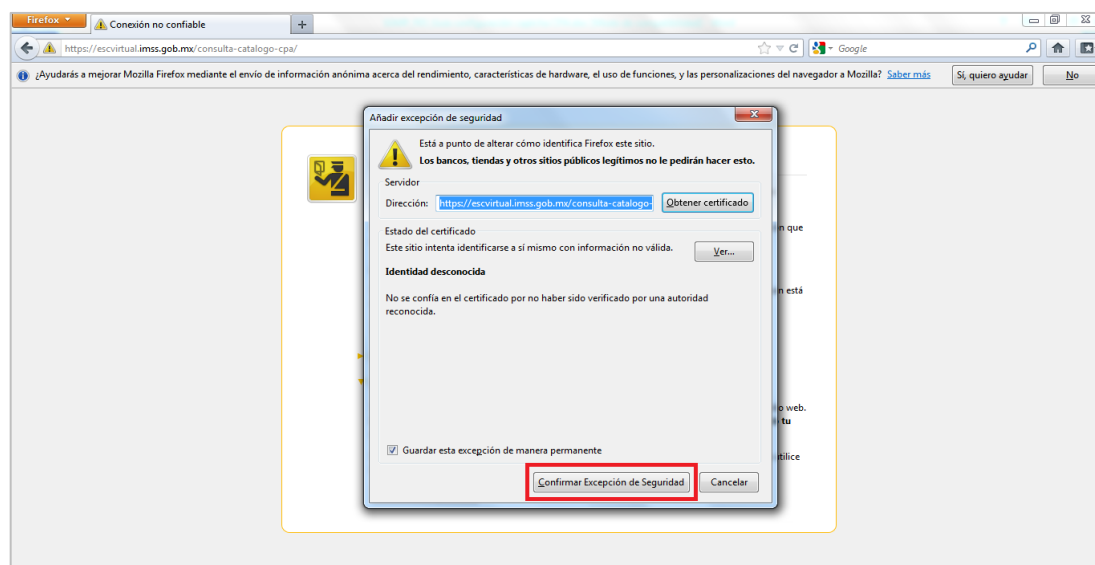 Firefox
Conexión no confiable
https://escvirtual.imss.gob.mx/consulta-catalogo-cpa/
Google
¿Ayudarás a mejorar Mozilla Firefox mediante el envío de información anónima acerca del rendimiento, características de hardware, el uso de funciones, y las personalizaciones del navegador a Mozilla? Saber más
Sí, quiero ayudar
No
Añadir excepción de seguridad
Está a punto de alterar cómo identifica Firefox este sitio.
Los bancos, tiendas y otros sitios públicos legítimos no le pedirán hacer esto.
Servidor
Dirección: https://escvirtual.imss.gob.mx/consulta-catalogo- Obtener certificado
n que
Estado del certificado
Este sitio intenta identificarse a sí mismo con información no válida. Ver...
Identidad desconocida
No se confía en el certificado por no haber sido verificado por una autoridad
reconocida.
n está
o web.
tu
Guardar esta excepción de manera permanente
tilice
Confirmar Excepción de Seguridad Cancelar